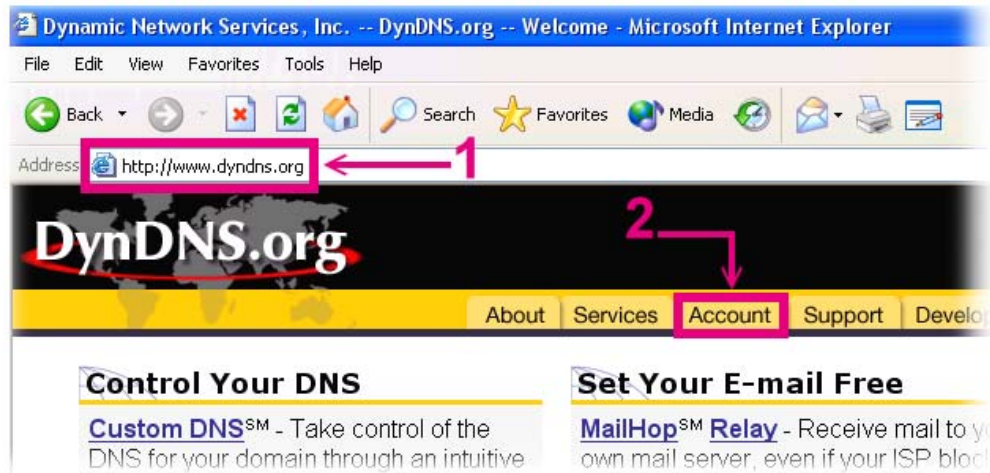 Dynamic Network Services, Inc. -- DynDNS.org -- Welcome - Microsoft Internet Explorer
File Edit View Favorites Tools Help
Back Search Favorites Media
Address http://www.dyndns.org
1
DynDNS.org
2
About Services Account Support
Control Your DNS
Custom DNS℠ - Take control of the
DNS for your domain through an intuitive
Set Your E-mail Free
MailHop℠ Relay - Receive mail to
own mail server, even if your ISP